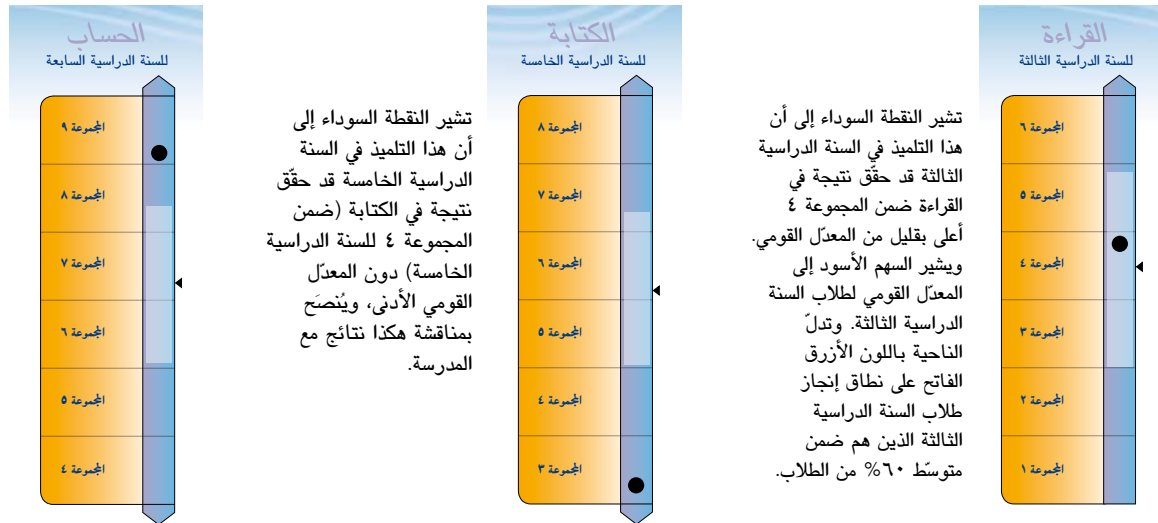 القراءة
للسنة الدراسية الثالثة
المجموعة ٦
المجموعة ٥
المجموعة ٤
المجموعة ٣
المجموعة ٢
المجموعة ١
تشير النقطة السوداء إلى أن
هذا التلميذ في السنة الدراسية
الثالثة قد حقّق نتيجة في
القراءة ضمن المجموعة ٤
أعلى بقليل من المعدّل القومي.
ويشير السهم الأسود إلى
المعدّل القومي لطلاب السنة
الدراسية الثالثة. وتدلّ
الناحية باللون الأزرق
الفاتح على نطاق إنجاز
طلاب السنة الدراسية
الثالثة الذين هم ضمن
متوسّط ٦٠% من الطلاب.
الكتابة
للسنة الدراسية الخامسة
المجموعة ٨
المجموعة ٧
المجموعة ٦
المجموعة ٥
المجموعة ٤
المجموعة ٣
تشير النقطة السوداء إلى
أن هذا التلميذ في السنة
الدراسية الخامسة قد حقّق
نتيجة في الكتابة (ضمن
المجموعة ٤ للسنة الدراسية
الخامسة) دون المعدّل
القومي الأدنى، ويُنصَح
بمناقشة هكذا نتائج مع
المدرسة.
الحساب
للسنة الدراسية السابعة
المجموعة ٩
المجموعة ٨
المجموعة ٧
المجموعة ٦
المجموعة ٥
المجموعة ٤